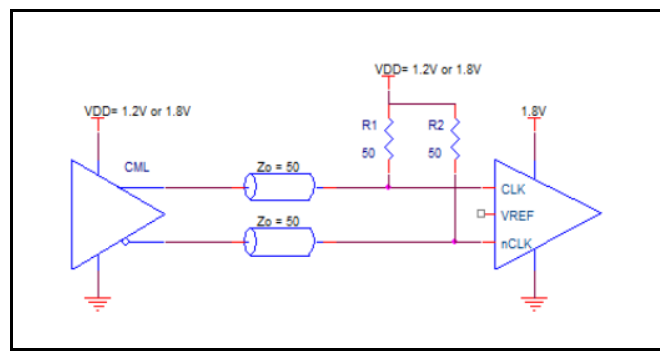 VDD= 1.2V or 1.8V
VDD= 1.2V or 1.8V
1.8V
R1
R2
50
50
CML
Zo = 50
CLK
VREF
Zo = 50
nCLK